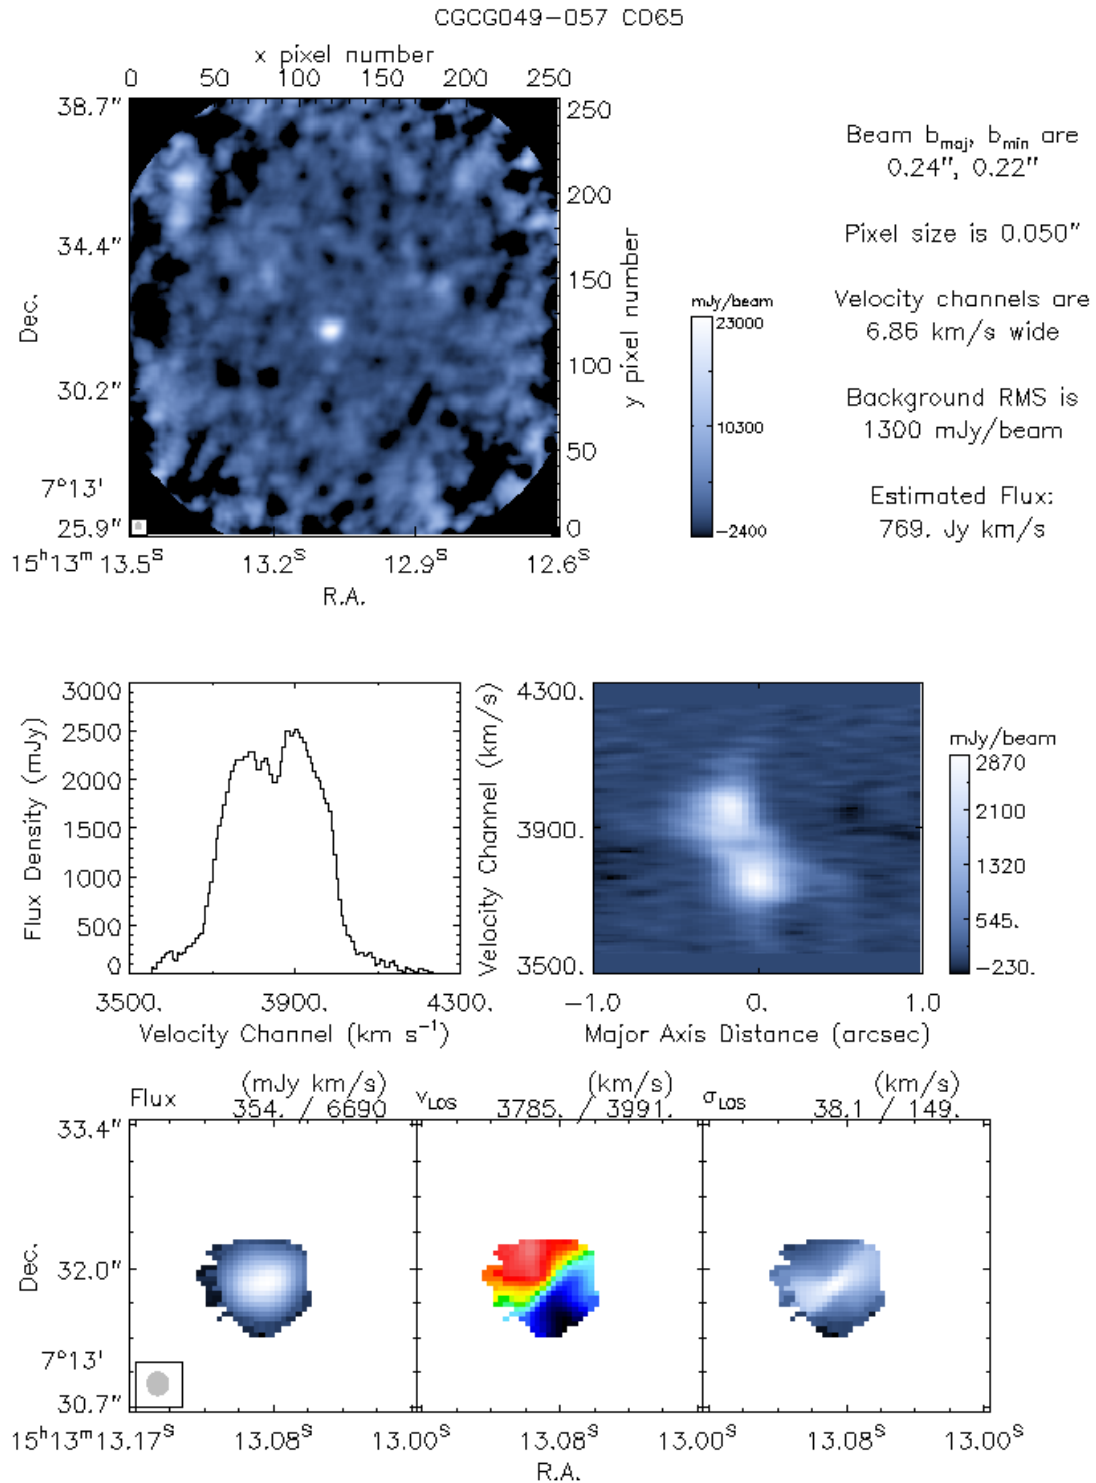 CGCG049-057 CO65
x pixel number
0 50 100 150 200 250
38.7"
34.4"
30.2"
7°13'
25.9"
Dec.
250
200
150
100
50
0
y pixel number
15h13m13.5s 13.2s 12.9s 12.6s
R.A.
mJy/beam
23000
10300
-2400
Beam bmaj, bmin are
0.24", 0.22"
Pixel size is 0.050"
Velocity channels are
6.86 km/s wide
Background RMS is
1300 mJy/beam
Estimated Flux:
769. Jy km/s
3000
2500
2000
1500
1000
500
0
Flux Density (mJy)
3500. 3900. 4300.
Velocity Channel (km s-1)
4300.
3900.
3500.
Velocity Channel (km/s)
-1.0 0. 1.0
Major Axis Distance (arcsec)
mJy/beam
2870
2100
1320
545.
-230.
Flux (mJy km/s)
354. / 6690
vLOS (km/s)
3785. / 3991.
σLOS (km/s)
38.1 / 149.
33.4"
32.0"
7°13'
30.7"
Dec.
15h13m13.17s 13.08s 13.00s 13.08s 13.00s 13.08s 13.00s
R.A.